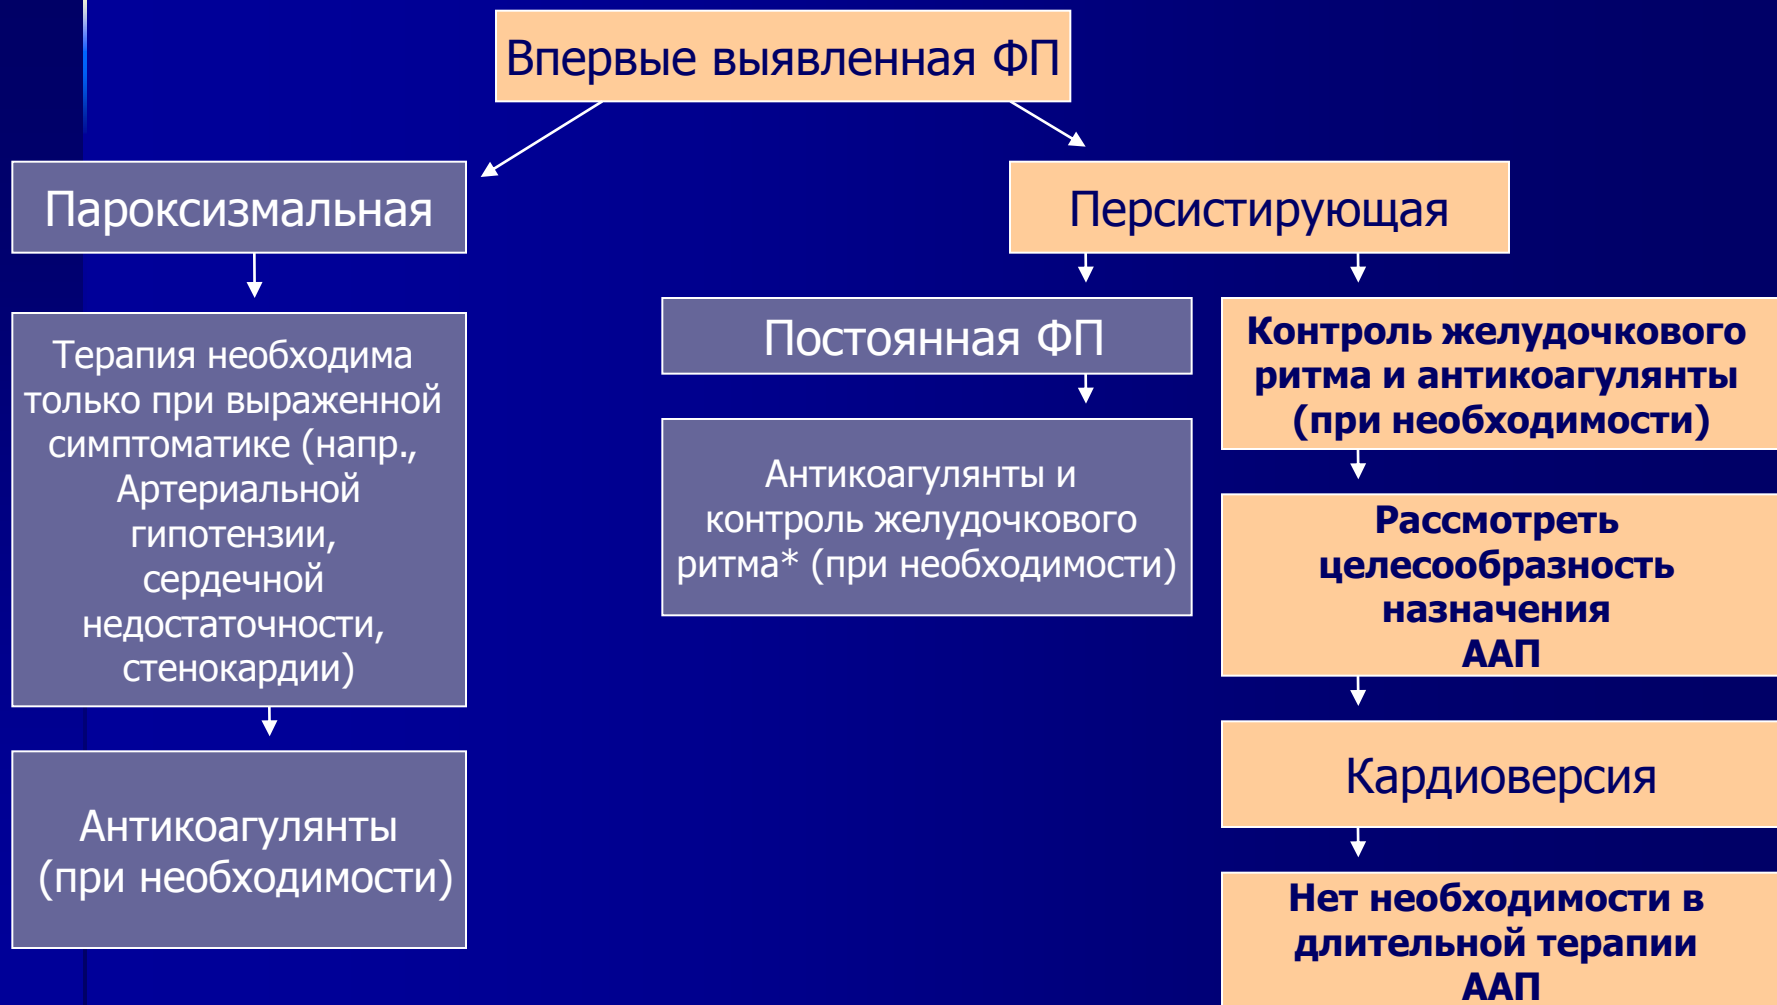 Впервые выявленная ФП
Пароксизмальная
Терапия необходима
только при выраженной
симптоматике (напр.,
Артериальной
гипотензии,
сердечной
недостаточности,
стенокардии)
Антикоагулянты
(при необходимости)
Персистирующая
Постоянная ФП
Антикоагулянты и
контроль желудочкового
ритма* (при необходимости)
Контроль желудочкового
ритма и антикоагулянты
(при необходимости)
Рассмотреть
целесообразность
назначения
ААП
Кардиоверсия
Нет необходимости в
длительной терапии
ААП